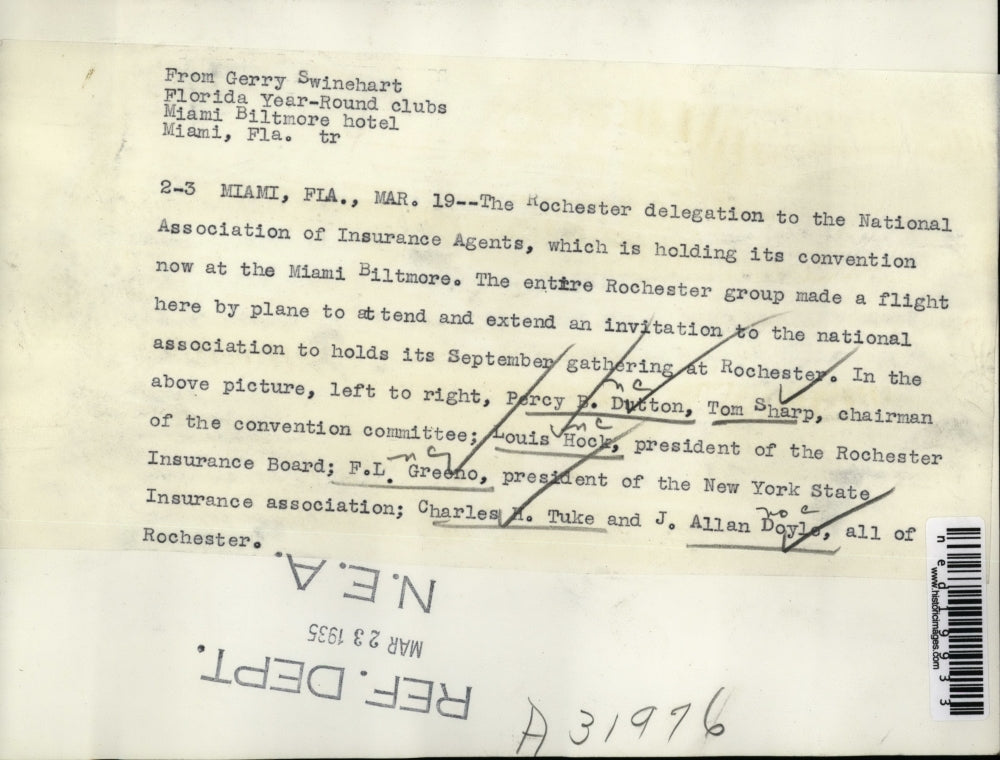 From Gerry Swinehart
Florida Year-Round clubs
Miami Biltmore hotel
Miami, Fla. tr
2-3 MIAMI, FLA., MAR. 19--The Rochester delegation to the National
Association of Insurance Agents, which is holding its convention
now at the Miami Biltmore. The entire Rochester group made a flight
here by plane to attend and extend an invitation to the national
association to holds its September gathering at Rochester. In the
nc
above picture, left to right, Percy B. Dutton, Tom Sharp, chairman
nc
of the convention committee; Louis Hock, president of the Rochester
nc
Insurance Board; F.L. Greeno, president of the New York State
no c
Insurance association; Charles H. Tuke and J. Allan Doyle, all of
Rochester.
N.E.A.
MAR 23 1935
REF. DEPT.
A 31976
ned19933
www.historicimages.com